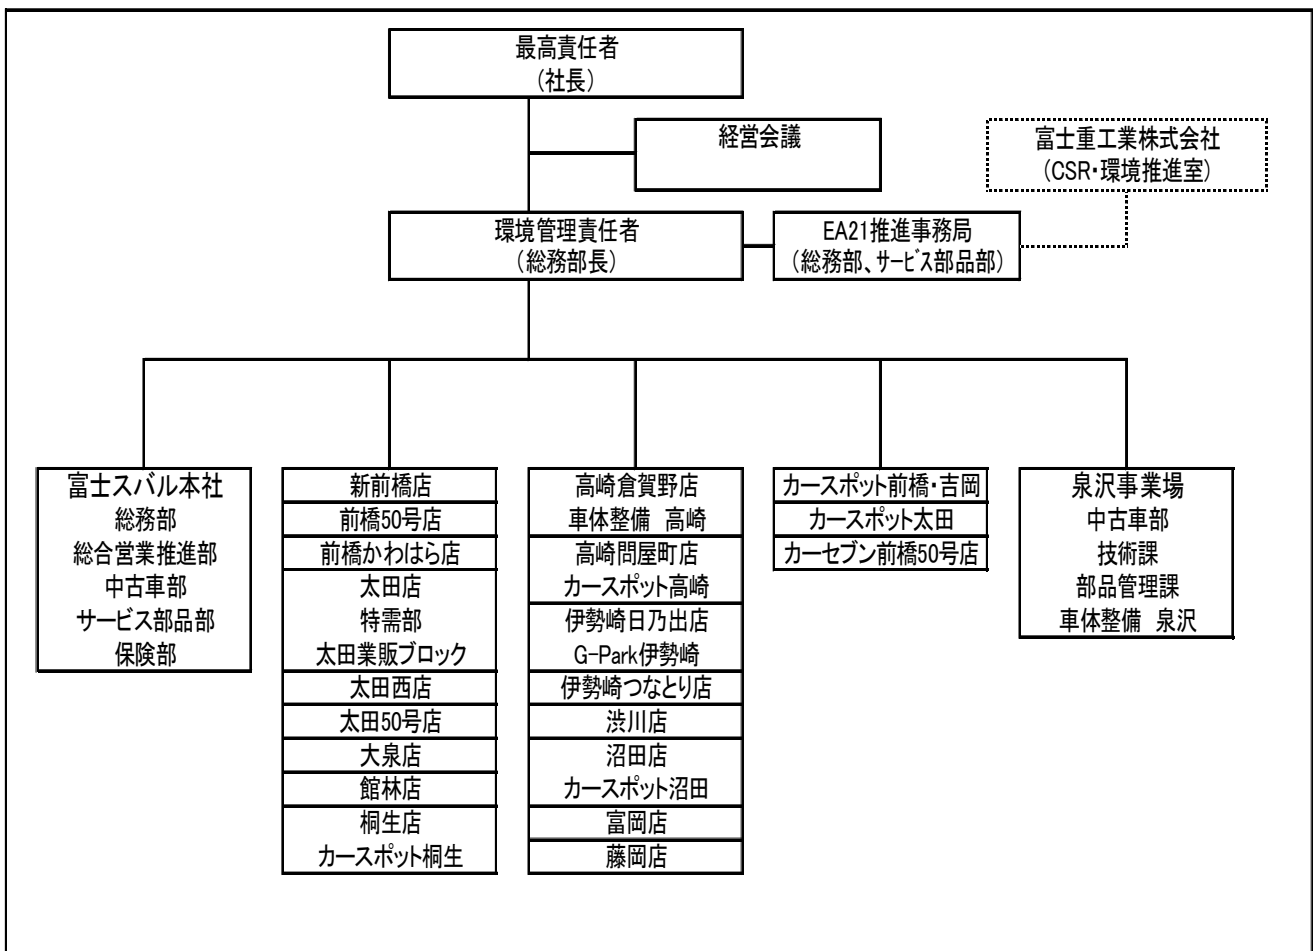 最高責任者
(社長)
経営会議
富士重工業株式会社
(CSR・環境推進室)
環境管理責任者
(総務部長)
EA21推進事務局
(総務部、サービス部品部)
富士スバル本社
総務部
総合営業推進部
中古車部
サービス部品部
保険部
新前橋店
前橋50号店
前橋かわはら店
太田店
特需部
太田業販ブロック
太田西店
太田50号店
大泉店
館林店
桐生店
カースポット桐生
高崎倉賀野店
車体整備 高崎
高崎問屋町店
カースポット高崎
伊勢崎日乃出店
G-Park伊勢崎
伊勢崎つなとり店
渋川店
沼田店
カースポット沼田
富岡店
藤岡店
カースポット前橋・吉岡
カースポット太田
カーセブン前橋50号店
泉沢事業場
中古車部
技術課
部品管理課
車体整備 泉沢